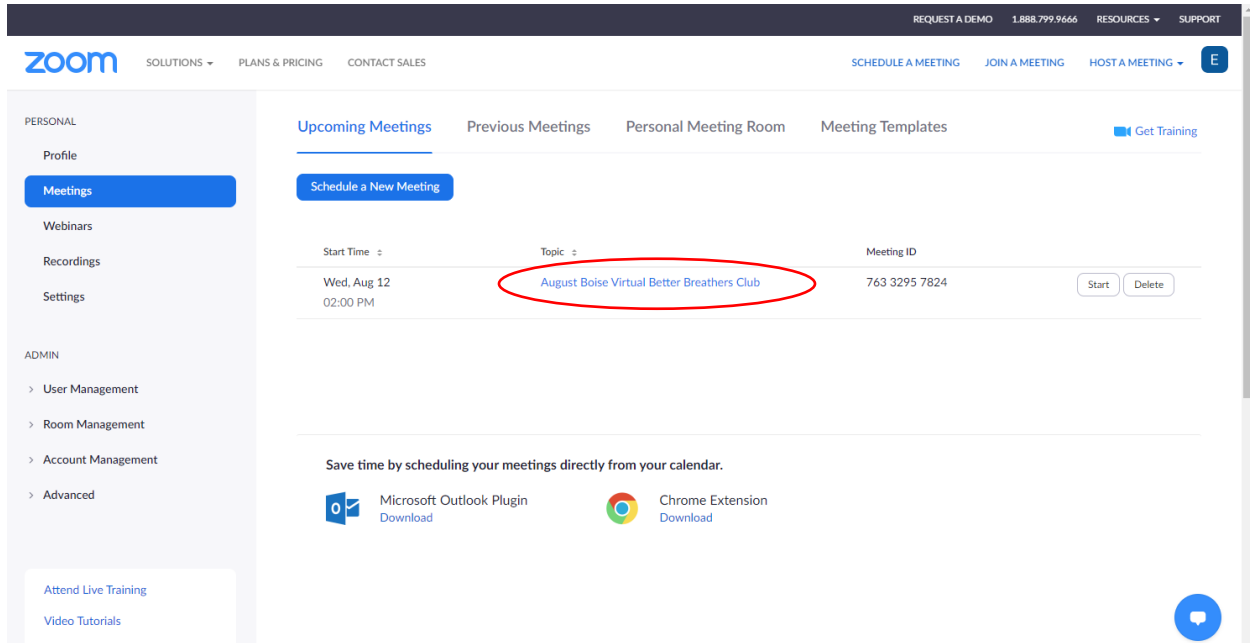 REQUEST A DEMO 1.888.799.9666 RESOURCES SUPPORT
zoom SOLUTIONS PLANS & PRICING CONTACT SALES SCHEDULE A MEETING JOIN A MEETING HOST A MEETING E
PERSONAL
Profile
Meetings
Webinars
Recordings
Settings
ADMIN
User Management
Room Management
Account Management
Advanced
Attend Live Training
Video Tutorials
Upcoming Meetings Previous Meetings Personal Meeting Room Meeting Templates Get Training
Schedule a New Meeting
Start Time Topic Meeting ID
Wed, Aug 12 August Boise Virtual Better Breathers Club 763 3295 7824 Start Delete
02:00 PM
Save time by scheduling your meetings directly from your calendar.
Microsoft Outlook Plugin Chrome Extension
Download Download